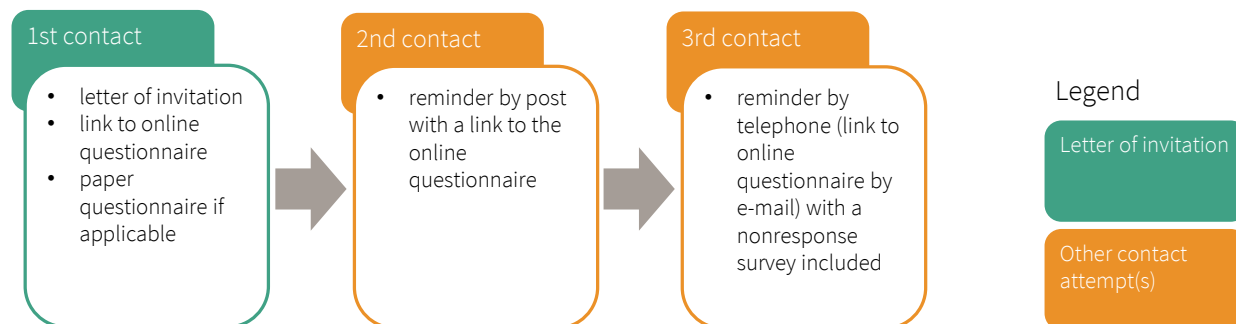 1st contact
• letter of invitation
• link to online
questionnaire
• paper
questionnaire if
applicable
2nd contact
• reminder by post
with a link to the
online
questionnaire
3rd contact
• reminder by
telephone (link to
online
questionnaire by
e-mail) with a
nonresponse
survey included
Legend
Letter of invitation
Other contact
attempt(s)